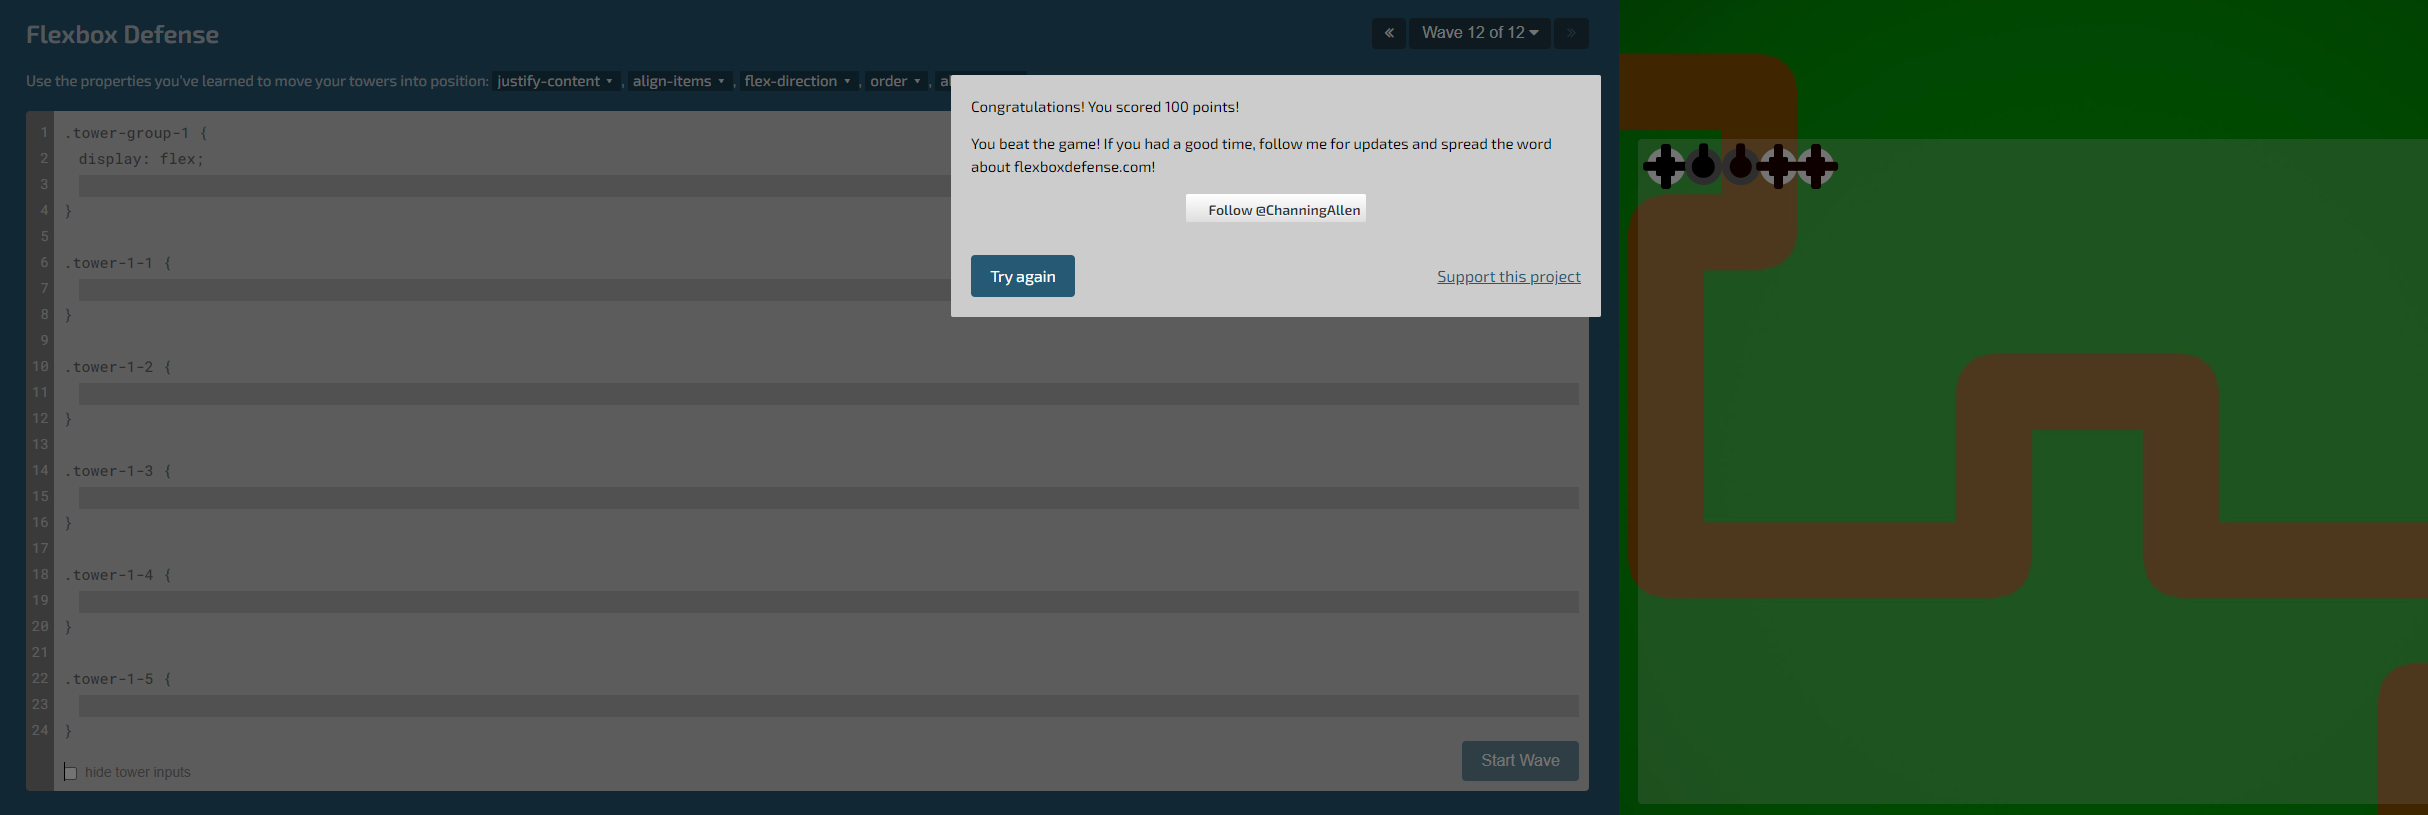 Flexbox Defense
«
Wave 12 of 12
»
Use the properties you've learned to move your towers into position: justify-content, align-items, flex-direction, order,
Congratulations! You scored 100 points!
You beat the game! If you had a good time, follow me for updates and spread the word
about flexboxdefense.com!
Follow @ChanningAllen
Try again
Support this project
1 .tower-group-1 {
2 display: flex;
3
4 }
5
6 .tower-1-1 {
7
8 }
9
10 .tower-1-2 {
11
12 }
13
14 .tower-1-3 {
15
16 }
17
18 .tower-1-4 {
19
20 }
21
22 .tower-1-5 {
23
24 }
hide tower inputs
Start Wave